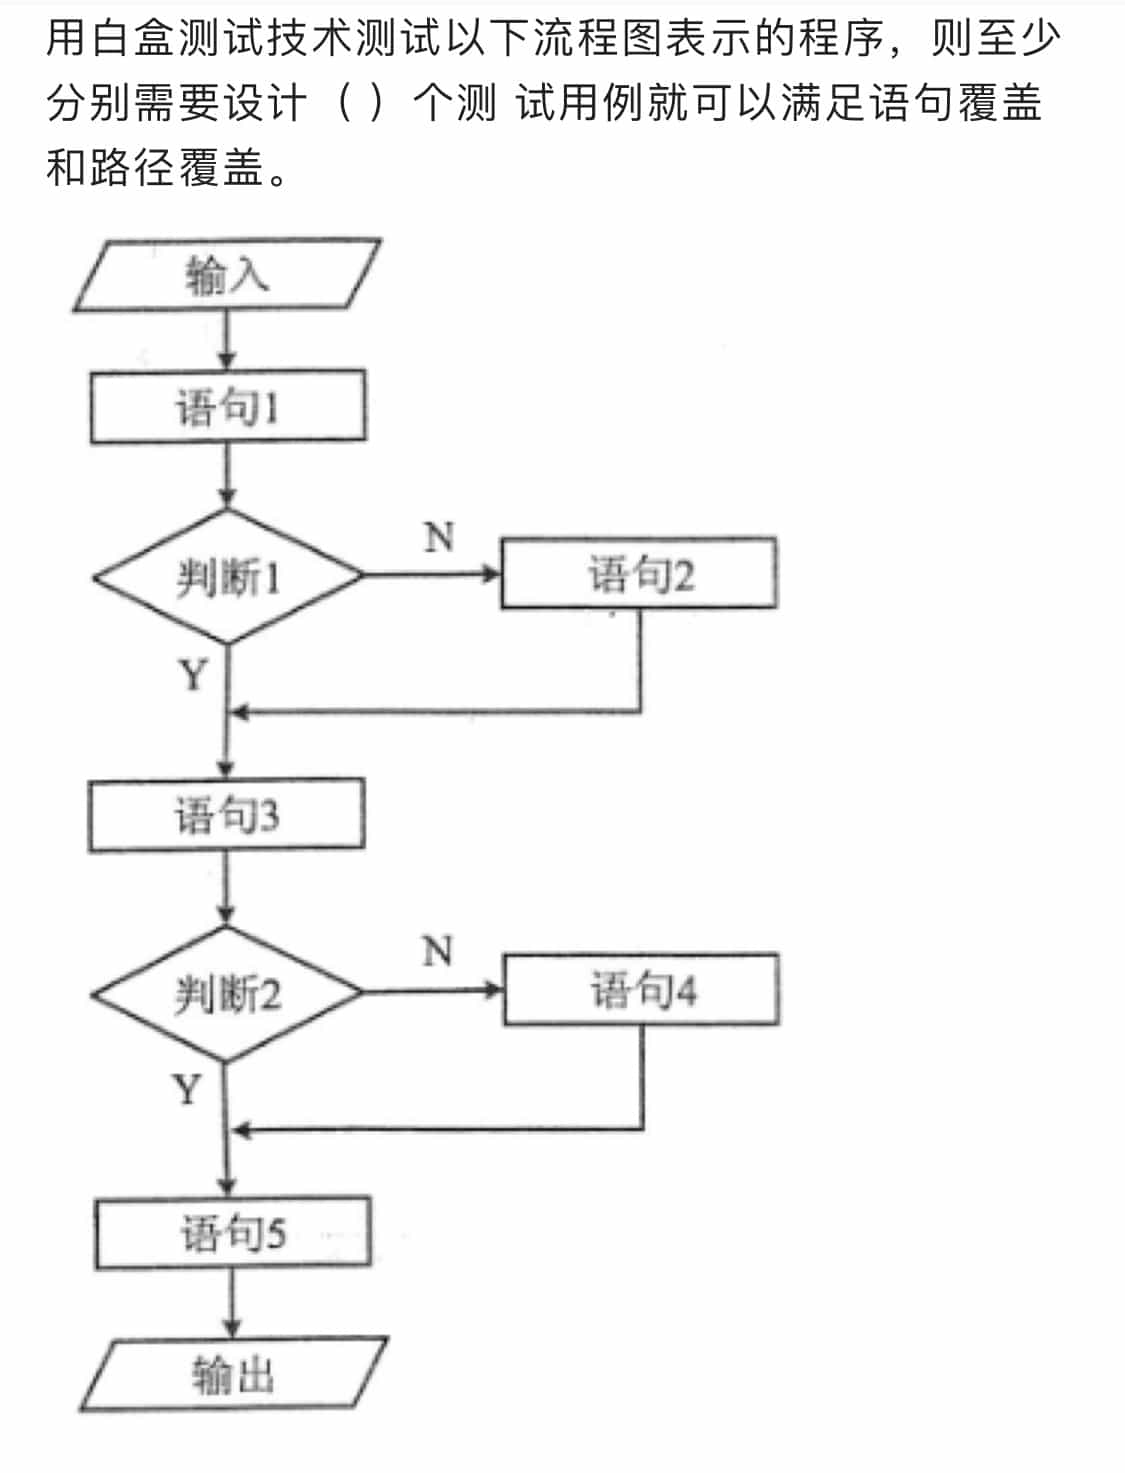 用白盒测试技术测试以下流程图表示的程序，则至少
分别需要设计（ ）个测 试用例就可以满足语句覆盖
和路径覆盖。
输入
语句1
判断1
N
语句2
Y
语句3
判断2
N
语句4
Y
语句5
输出